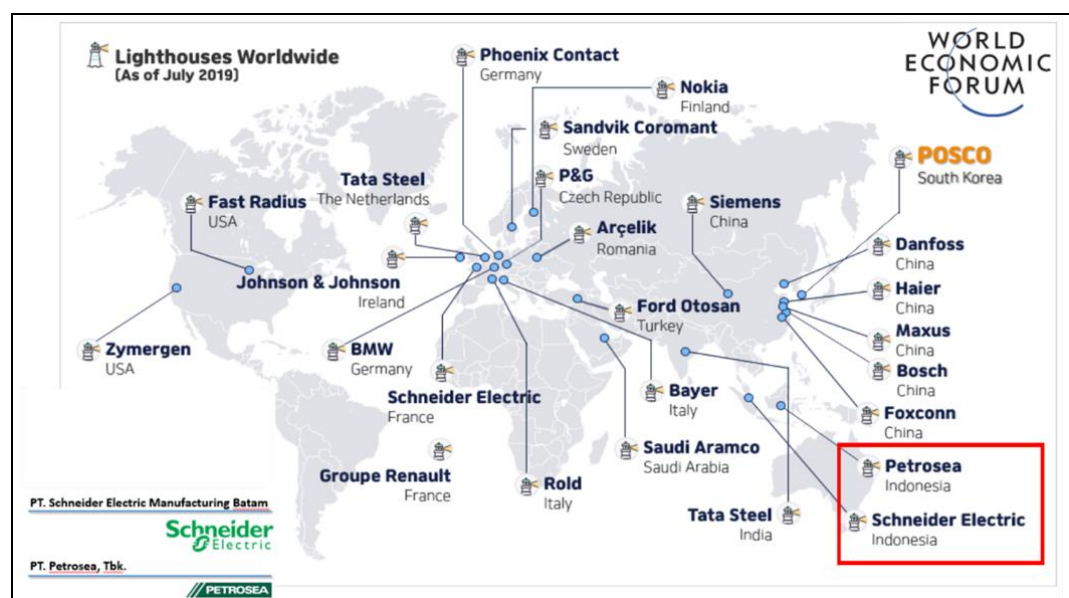 Lighthouses Worldwide
(As of July 2019)
WORLD
ECONOMIC
FORUM
Phoenix Contact
Germany
Nokia
Finland
Sandvik Coromant
Sweden
POSCO
South Korea
P&G
Czech Republic
Tata Steel
The Netherlands
Fast Radius
USA
Siemens
China
Arçelik
Romania
Danfoss
China
Johnson & Johnson
Ireland
Haier
China
Ford Otosan
Turkey
Maxus
China
Zymergen
USA
BMW
Germany
Bosch
China
Schneider Electric
France
Bayer
Italy
Foxconn
China
Saudi Aramco
Saudi Arabia
Groupe Renault
France
Rold
Italy
Petrosea
Indonesia
Tata Steel
India
Schneider Electric
Indonesia
PT. Schneider Electric Manufacturing Batam
Schneider
Electric
PT. Petrosea, Tbk.
PETROSEA